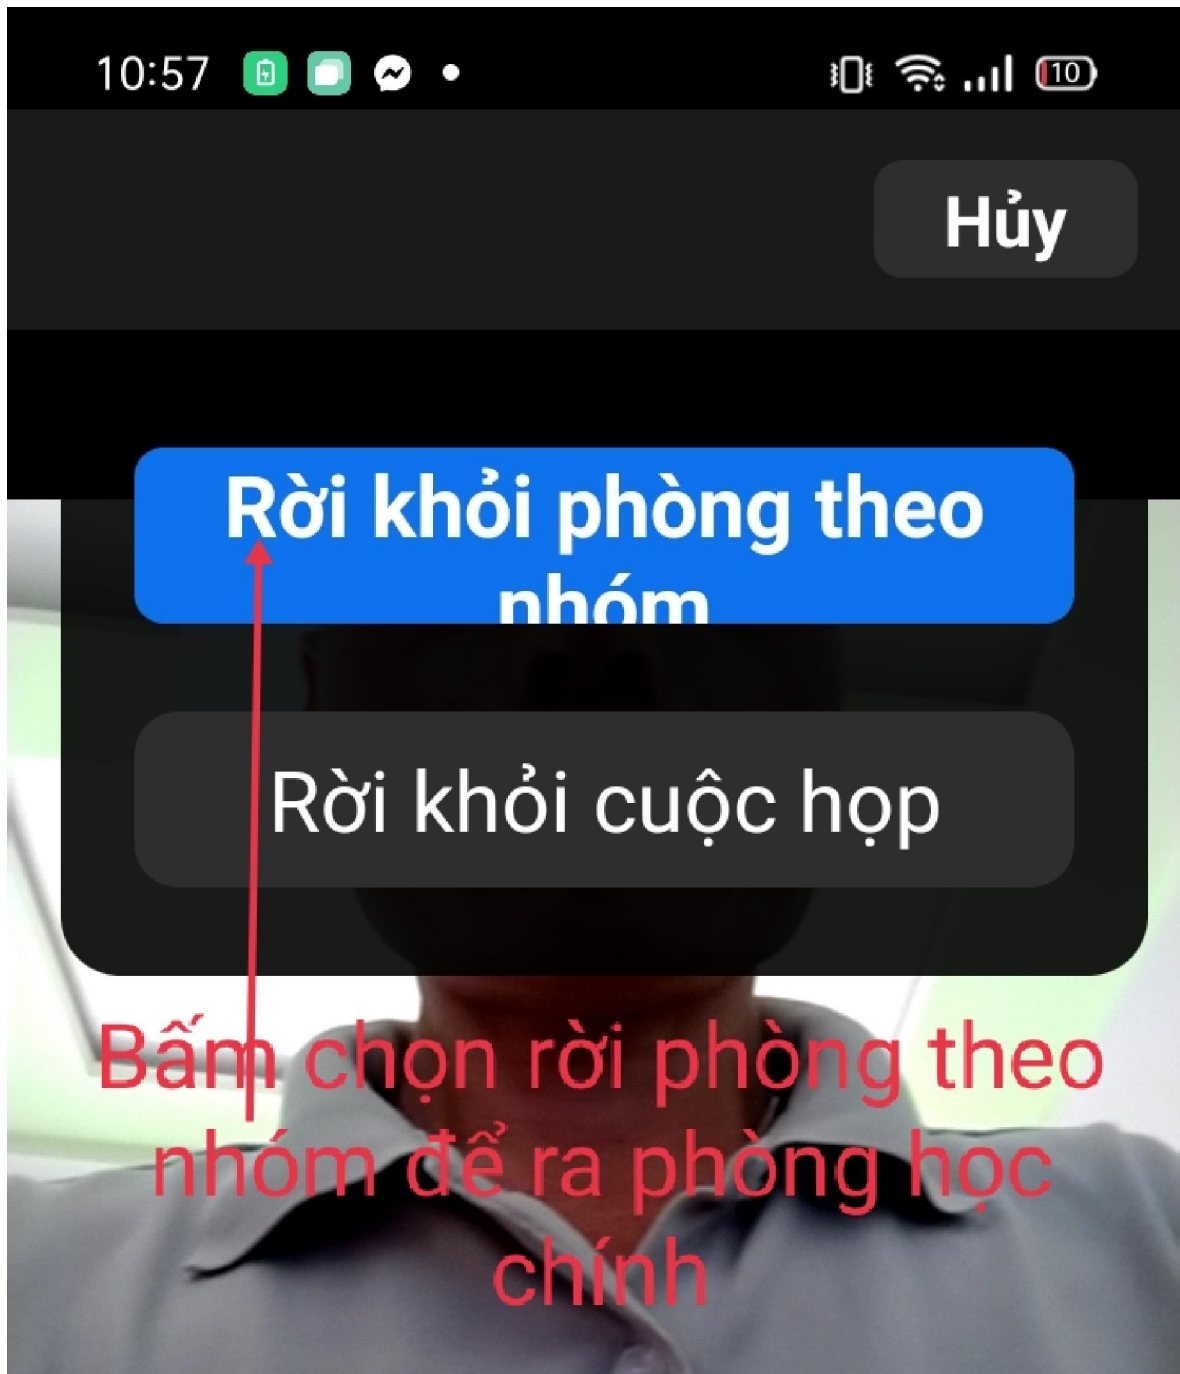 10:57
10
Hủy
Rời khỏi phòng theo
nhóm
Rời khỏi cuộc họp
Bấm chọn rời phòng theo
nhóm để ra phòng học
chính